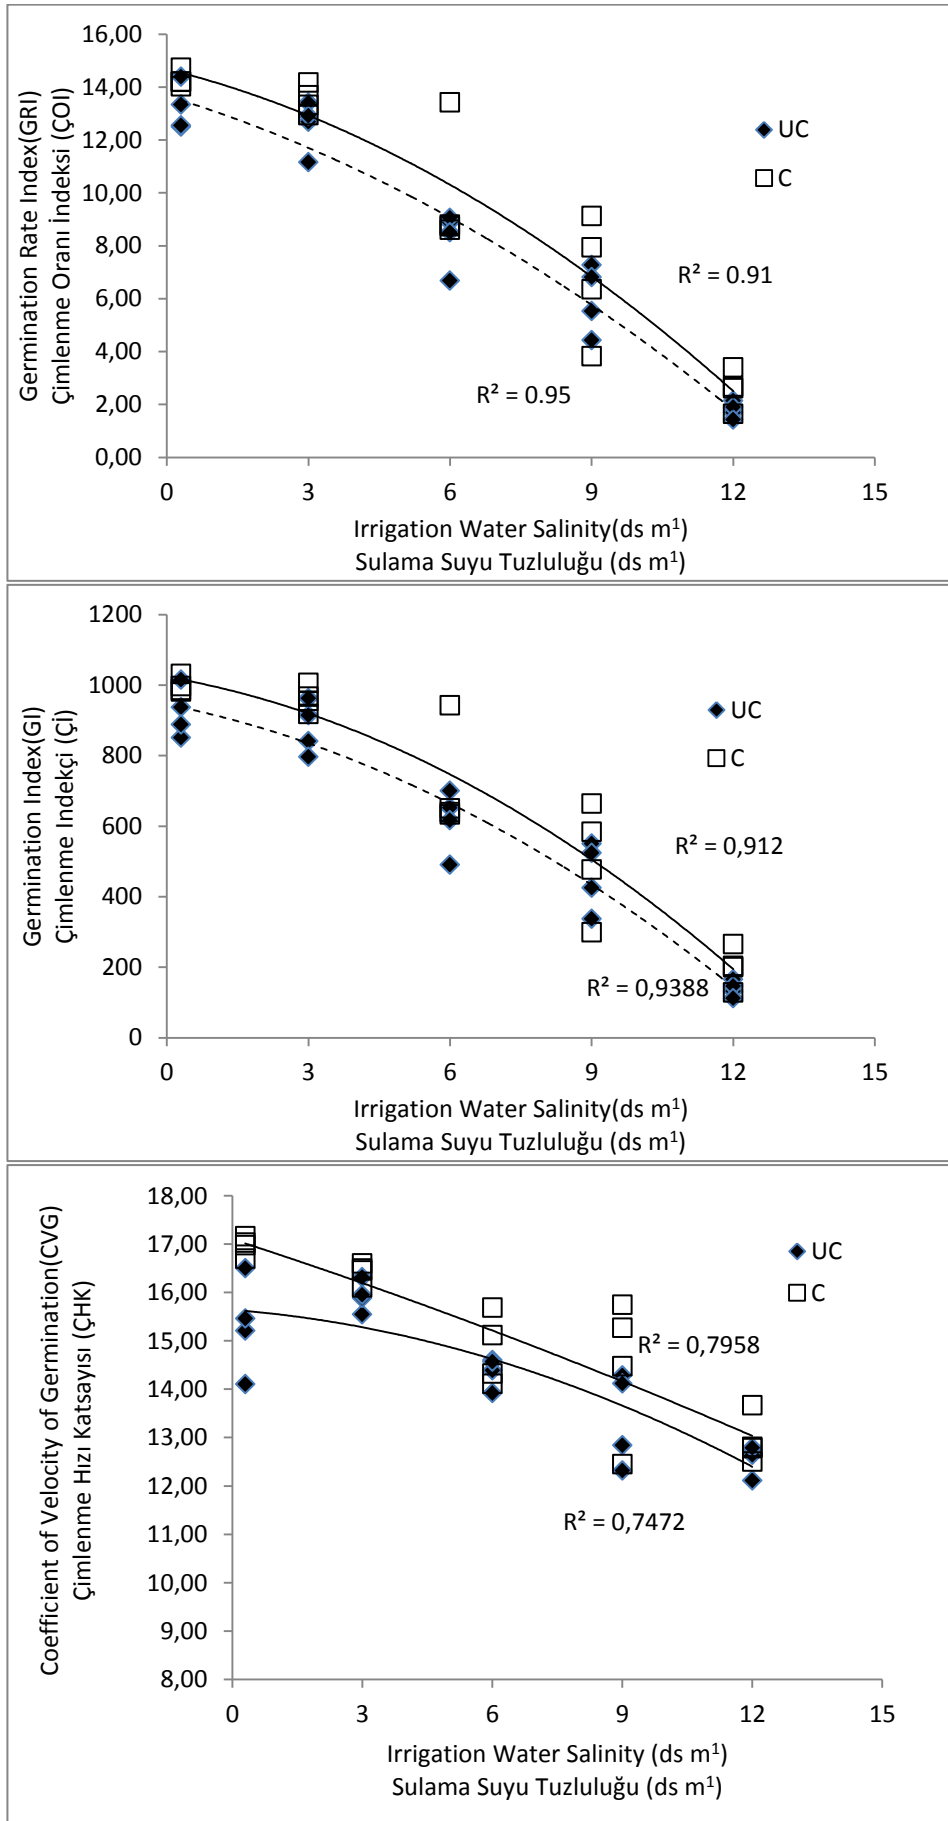 Germination Rate Index(GRI)
Çimlenme Oranı İndeksi (ÇOI)
16,00
14,00
12,00
10,00
8,00
6,00
4,00
2,00
0,00
UC
C
R² = 0.91
R² = 0.95
0 3 6 9 12 15
Irrigation Water Salinity(ds m¹)
Sulama Suyu Tuzluluğu (ds m¹)
Germination Index(GI)
Çimlenme Indekçi (Çİ)
1200
1000
800
600
400
200
0
UC
C
R² = 0,912
R² = 0,9388
0 3 6 9 12 15
Irrigation Water Salinity(ds m¹)
Sulama Suyu Tuzluluğu (ds m¹)
Coefficient of Velocity of Germination(CVG)
Çimlenme Hızı Katsayısı (ÇHK)
18,00
17,00
16,00
15,00
14,00
13,00
12,00
11,00
10,00
9,00
8,00
UC
C
R² = 0,7958
R² = 0,7472
0 3 6 9 12 15
Irrigation Water Salinity (ds m¹)
Sulama Suyu Tuzluluğu (ds m¹)